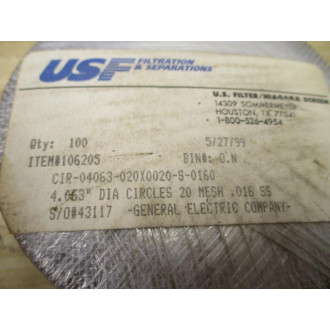 USF FILTRATION & SEPARATIONS®
U.S. FILTER/NIAGARA SCREEN
14309 SOMMERMEYER
HOUSTON, TX 77041
1-800-526-4954
Qty: 100 5/27/99
ITEM#106205 BIN#: O.N
CIR-04063-020X0020-S-0160
4.063" DIA CIRCLES 20 MESH .016 SS
S/O#43117 -GENERAL ELECTRIC COMPANY-